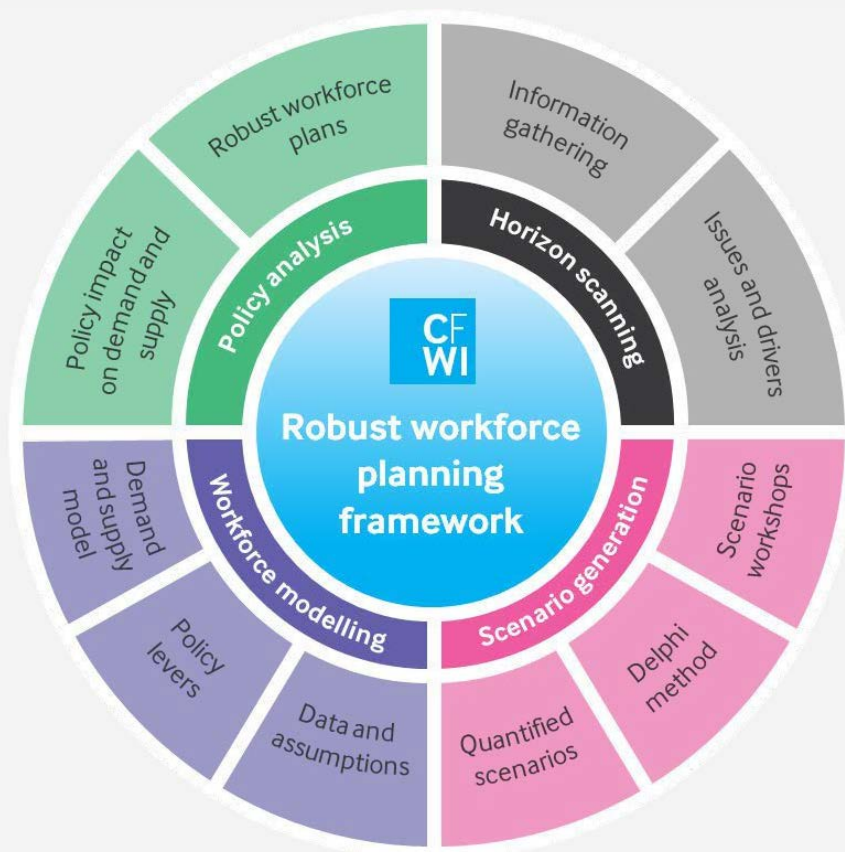 CF
WI
Robust workforce
planning
framework
Horizon scanning
Information
gathering
Issues and drivers
analysis
Scenario generation
Scenario
workshops
Delphi
method
Quantified
scenarios
Workforce modelling
Data and
assumptions
Policy
levers
Demand
and supply
model
Policy analysis
Policy impact
on demand and
supply
Robust workforce
plans